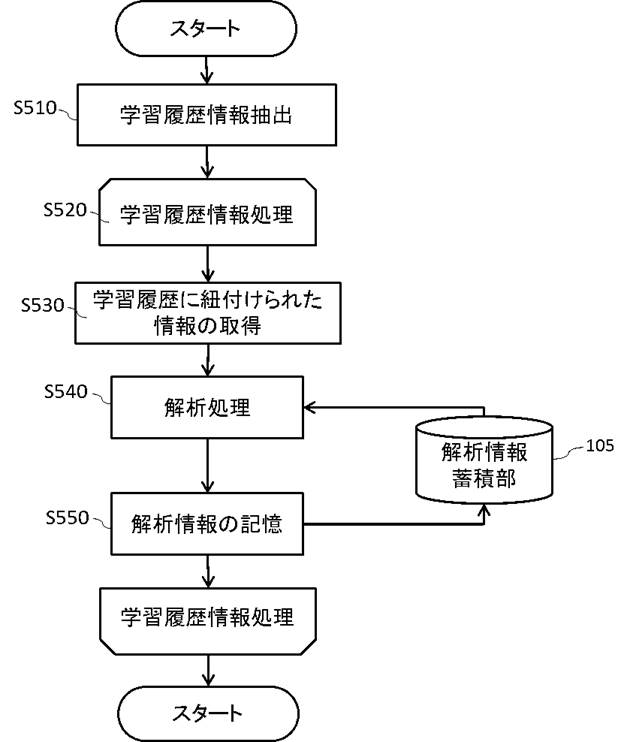 スタート
S510
学習履歴情報抽出
S520
学習履歴情報処理
S530
学習履歴に紐付けられた
情報の取得
S540
解析処理
解析情報
蓄積部
105
S550
解析情報の記憶
学習履歴情報処理
スタート